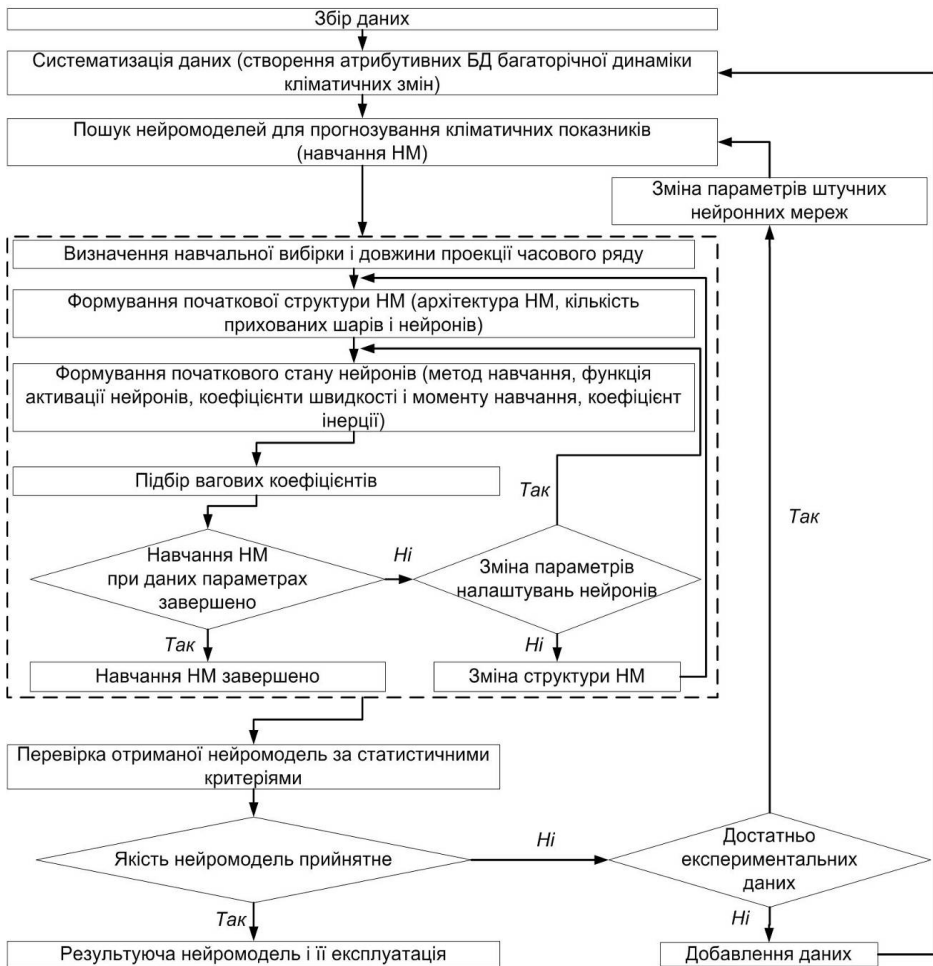 Збір даних
Систематизація даних (створення атрибутивних БД багаторічної динаміки
кліматичних змін)
Пошук нейромоделей для прогнозування кліматичних показників
(навчання НМ)
Зміна параметрів штучних
нейронних мереж
Визначення навчальної вибірки і довжини проекції часового ряду
Формування початкової структури НМ (архітектура НМ, кількість
прихованих шарів і нейронів)
Формування початкового стану нейронів (метод навчання, функція
активації нейронів, коефіцієнти швидкості і моменту навчання, коефіцієнт
інерції)
Підбір вагових коефіцієнтів
Так
Так
Навчання НМ
при даних параметрах
завершено
Ні
Зміна параметрів
налаштувань нейронів
Так
Ні
Навчання НМ завершено
Зміна структури НМ
Перевірка отриманої нейромодель за статистичними
критеріями
Якість нейромодель прийнятне
Ні
Достатньо
експериментальних
даних
Так
Ні
Результуюча нейромодель і її експлуатація
Добавлення даних